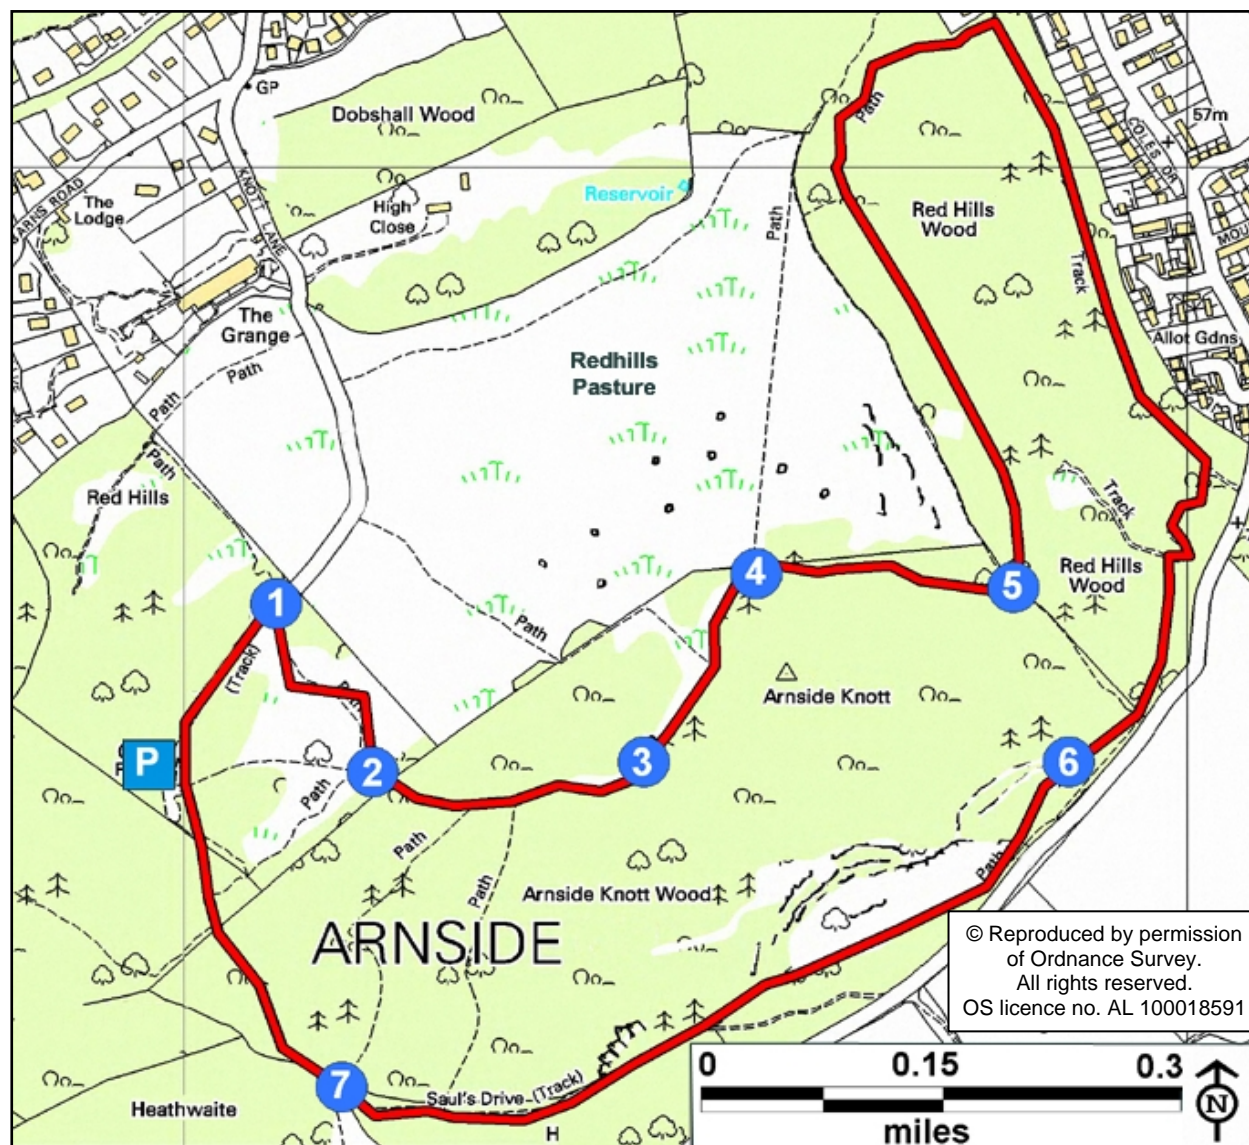 GP
Dobshall Wood
57m
COLES DR
BARNS ROAD
The
Lodge
KNOTT LANE
High
Close
Reservoir
Path
Path
Red Hills
Wood
MOU
Track
The
Grange
Allot Gdns
Redhills
Pasture
Path
Path
Path
Red Hills
Track
4
5
Red Hills
Wood
1
Path
(Track)
Arnside Knott
P
2
3
6
Path
Path
Path
Path
Arnside Knott Wood
ARNSIDE
© Reproduced by permission
of Ordnance Survey.
All rights reserved.
OS licence no. AL 100018591
0 0.15 0.3
miles
N
7
Saul's Drive (Track)
Heathwaite
H